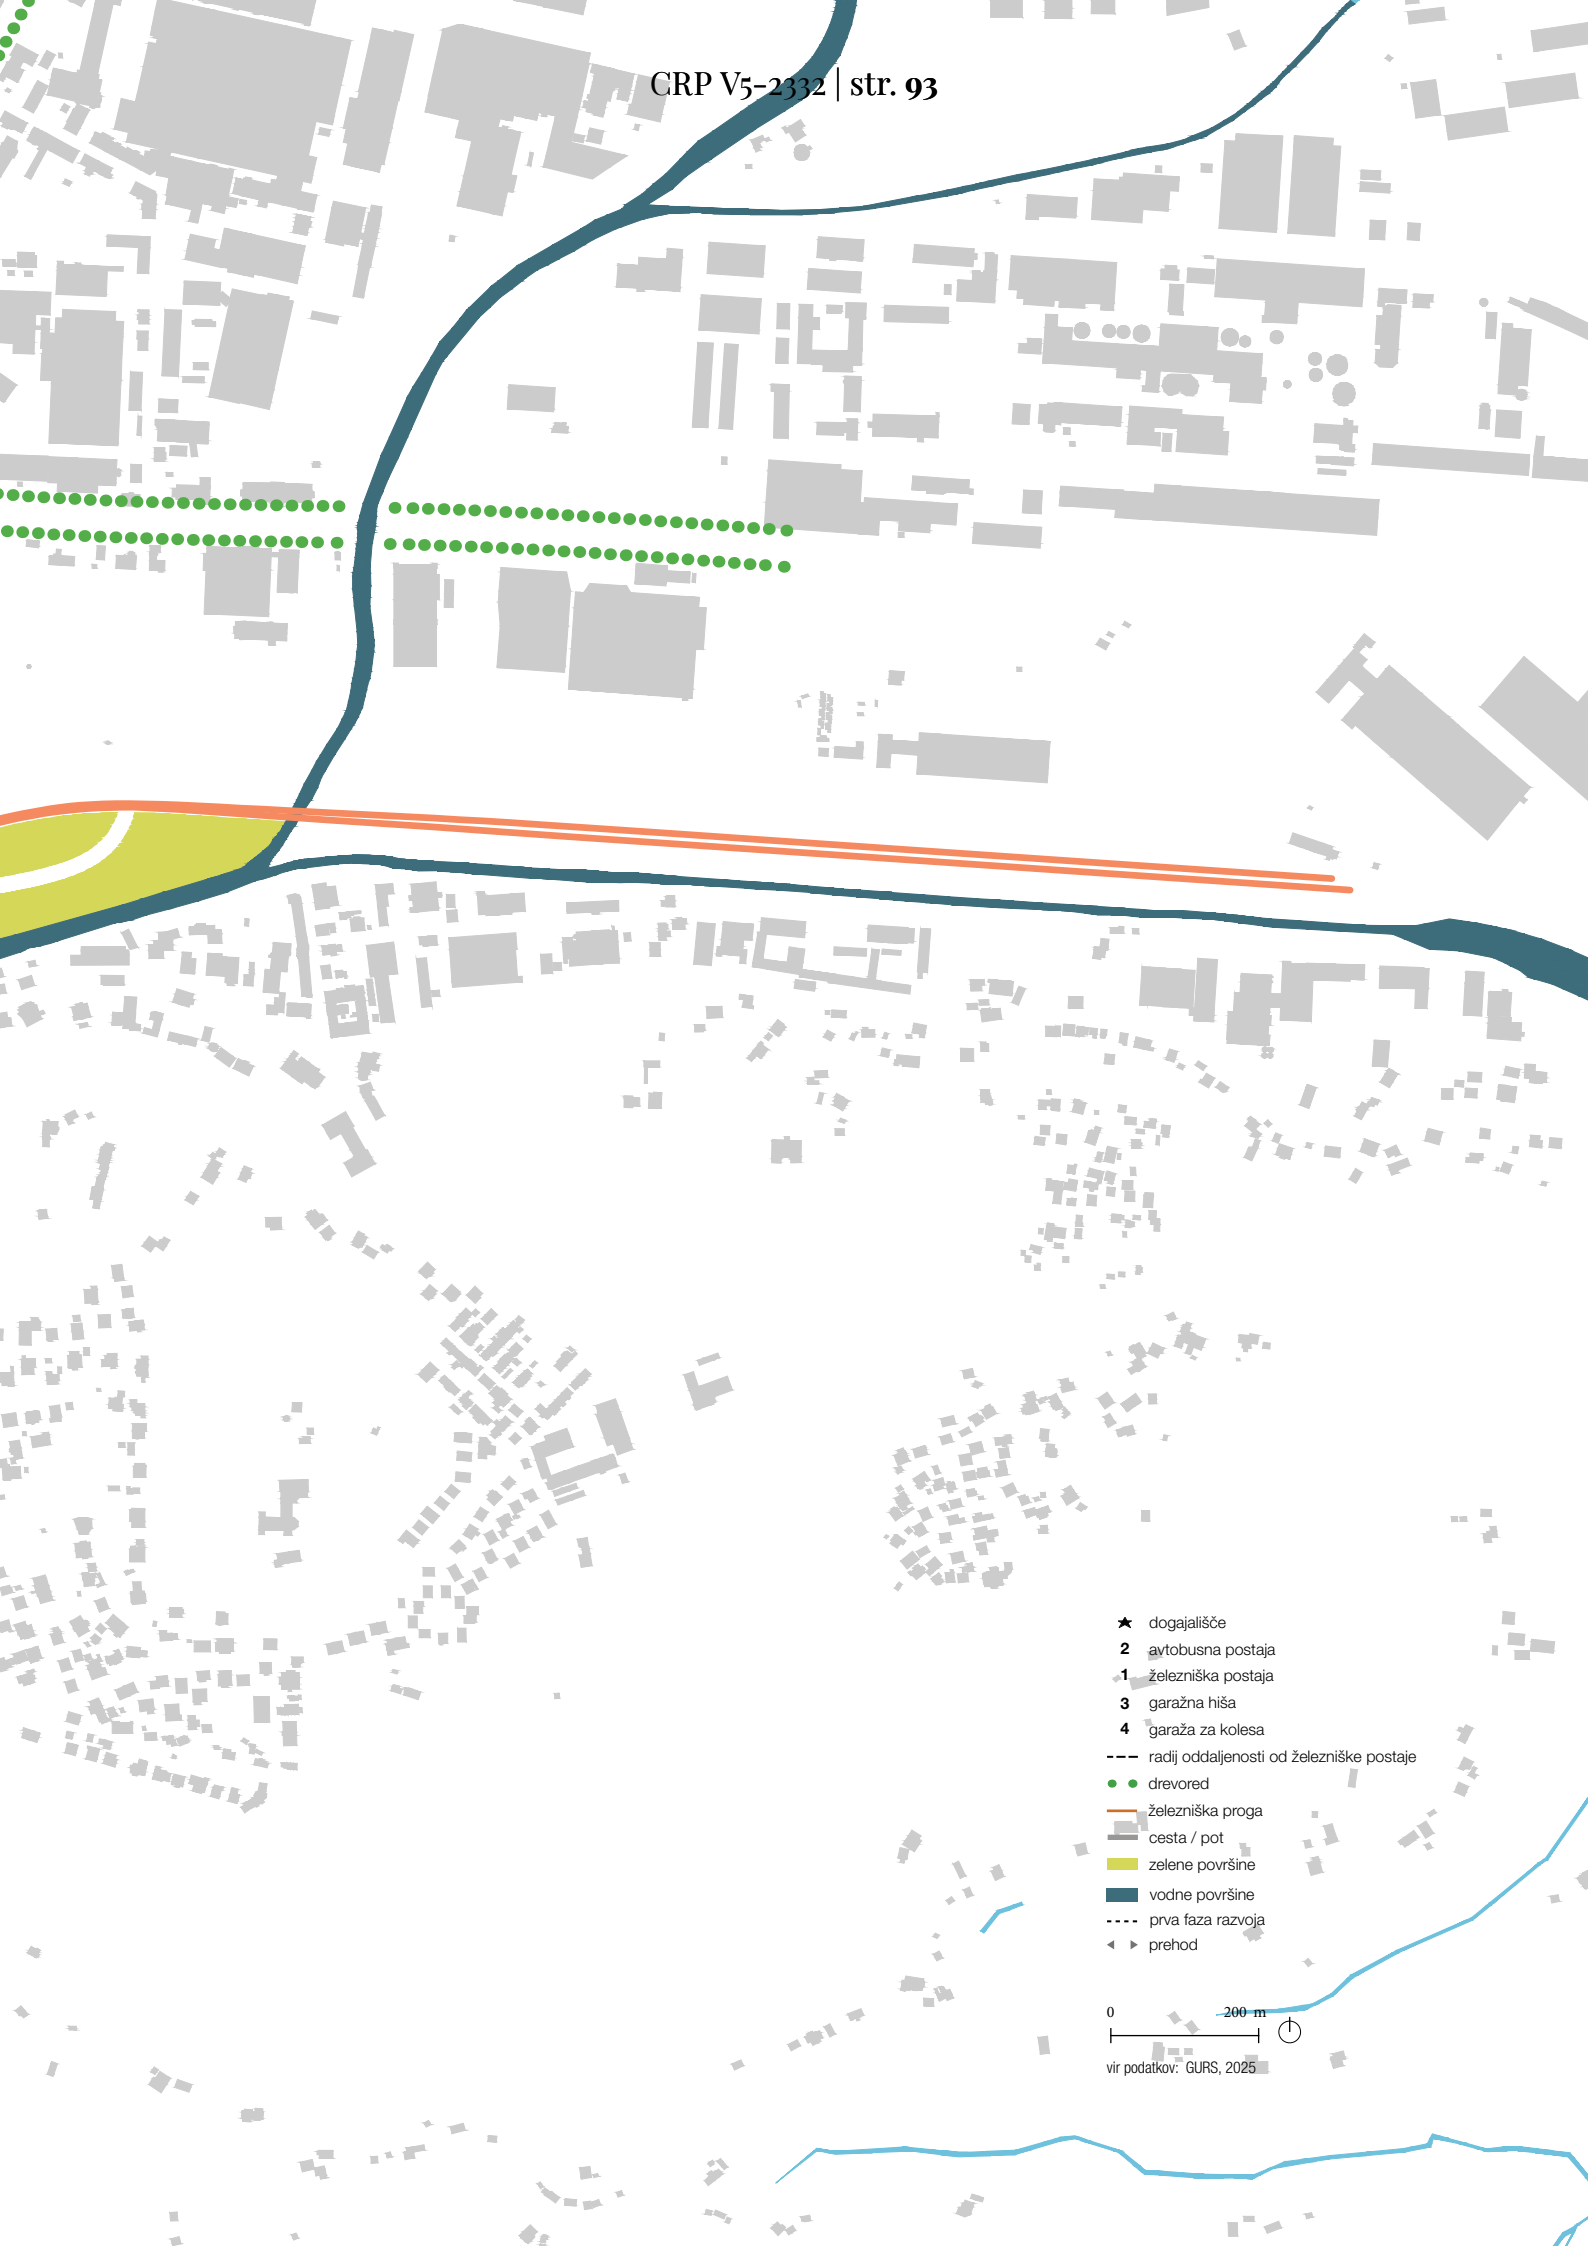 CRP V5-2332 | str. 93
dogajališče
2 avtobusna postaja
1 železniška postaja
3 garažna hiša
4 garaža za kolesa
radij oddaljenosti od železniške postaje
drevored
železniška proga
cesta / pot
zelene površine
vodne površine
prva faza razvoja
prehod
0 200 m
vir podatkov: GURS, 2025